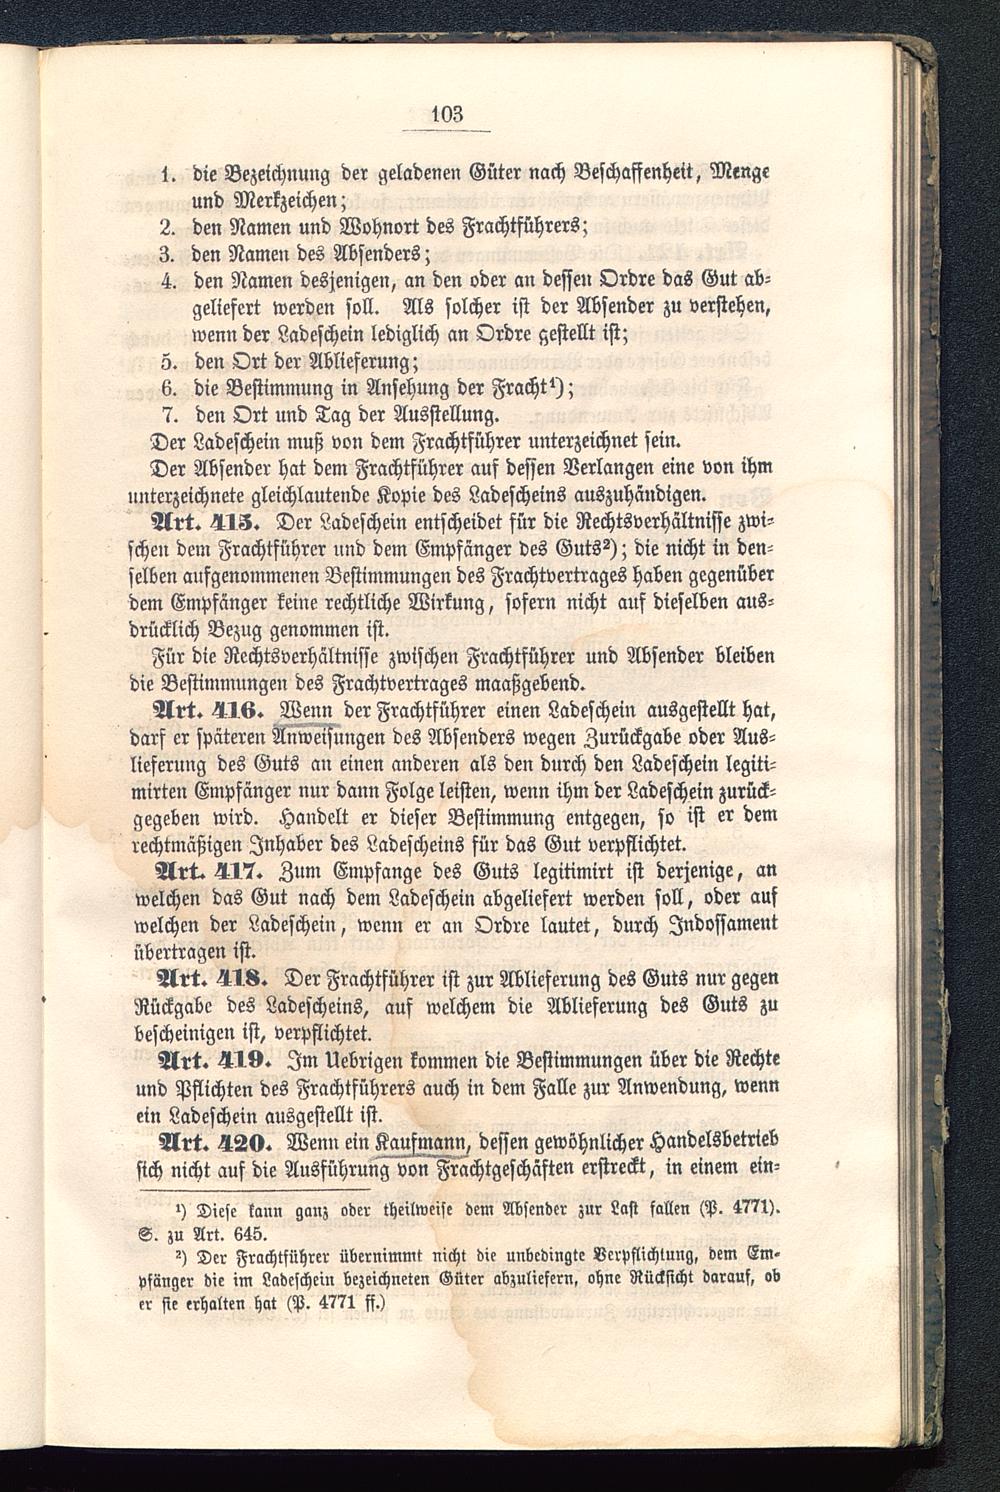 103
1. die Bezeichnung der geladenen Güter nach Beschaffenheit, Menge
und Merkzeichen;
2. den Namen und Wohnort des Frachtführers;
3. den Namen des Absenders;
4. den Namen desjenigen, an den oder an dessen Ordre das Gut ab-
geliefert werden soll. Als solcher ist der Absender zu verstehen,
wenn der Ladeschein lediglich an Ordre gestellt ist;
5. den Ort der Ablieferung;
6. die Bestimmung in Ansehung der Fracht¹);
7. den Ort und Tag der Ausstellung.
Der Ladeschein muß von dem Frachtführer unterzeichnet sein.
Der Absender hat dem Frachtführer auf dessen Verlangen eine von ihm
unterzeichnete gleichlautende Kopie des Ladescheins auszuhändigen.
Art. 415. Der Ladeschein entscheidet für die Rechtsverhältnisse zwi-
schen dem Frachtführer und dem Empfänger des Guts²); die nicht in den-
selben aufgenommenen Bestimmungen des Frachtvertrages haben gegenüber
dem Empfänger keine rechtliche Wirkung, sofern nicht auf dieselben aus-
drücklich Bezug genommen ist.
Für die Rechtsverhältnisse zwischen Frachtführer und Absender bleiben
die Bestimmungen des Frachtvertrages maaßgebend.
Art. 416. Wenn der Frachtführer einen Ladeschein ausgestellt hat,
darf er späteren Anweisungen des Absenders wegen Zurückgabe oder Aus-
lieferung des Guts an einen anderen als den durch den Ladeschein legiti-
mirten Empfänger nur dann Folge leisten, wenn ihm der Ladeschein zurück-
gegeben wird. Handelt er dieser Bestimmung entgegen, so ist er dem
rechtmäßigen Inhaber des Ladescheins für das Gut verpflichtet.
Art. 417. Zum Empfange des Guts legitimirt ist derjenige, an
welchen das Gut nach dem Ladeschein abgeliefert werden soll, oder auf
welchen der Ladeschein, wenn er an Ordre lautet, durch Indossament
übertragen ist.
Art. 418. Der Frachtführer ist zur Ablieferung des Guts nur gegen
Rückgabe des Ladescheins, auf welchem die Ablieferung des Guts zu
bescheinigen ist, verpflichtet.
Art. 419. Im Uebrigen kommen die Bestimmungen über die Rechte
und Pflichten des Frachtführers auch in dem Falle zur Anwendung, wenn
ein Ladeschein ausgestellt ist.
Art. 420. Wenn ein Kaufmann, dessen gewöhnlicher Handelsbetrieb
sich nicht auf die Ausführung von Frachtgeschäften erstreckt, in einem ein-
¹) Diese kann ganz oder theilweise dem Absender zur Last fallen (P. 4771).
S. zu Art. 645.
²) Der Frachtführer übernimmt nicht die unbedingte Verpflichtung, dem Em-
pfänger die im Ladeschein bezeichneten Güter abzuliefern, ohne Rücksicht darauf, ob
er sie erhalten hat (P. 4771 ff.)